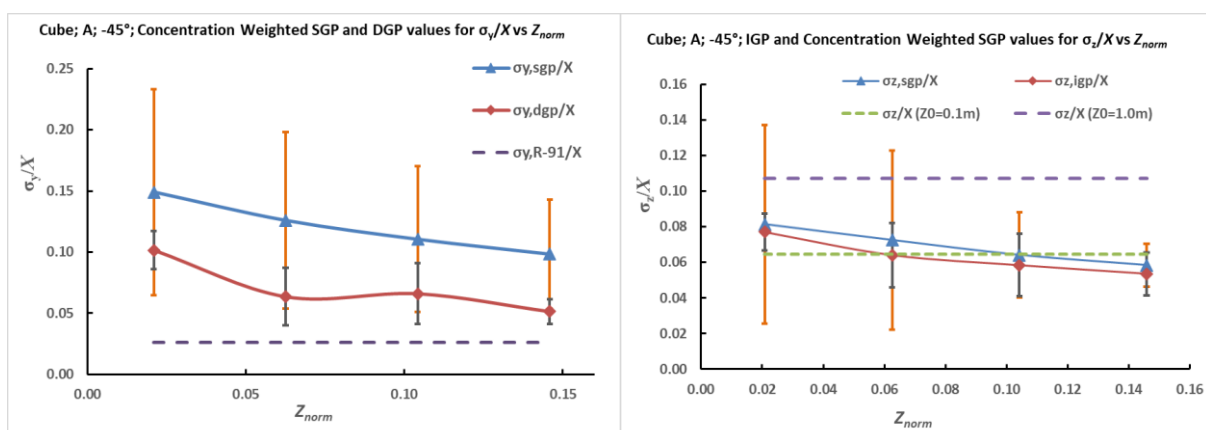 Cube; A; -45°; Concentration Weighted SGP and DGP values for σy/X vs Znorm
0.25
0.20
0.15
0.10
0.05
0.00
σy/X
0.00
0.05
0.10
0.15
Znorm
σy,sgp/X
σy,dgp/X
σy,R-91/X
Cube; A; -45°; IGP and Concentration Weighted SGP values for σz/X vs Znorm
0.16
0.14
0.12
0.10
0.08
0.06
0.04
0.02
0.00
σz/X
0.00
0.02
0.04
0.06
0.08
0.10
0.12
0.14
0.16
Znorm
σz,sgp/X
σz,igp/X
σz/X (Z0=0.1m)
σz/X (Z0=1.0m)